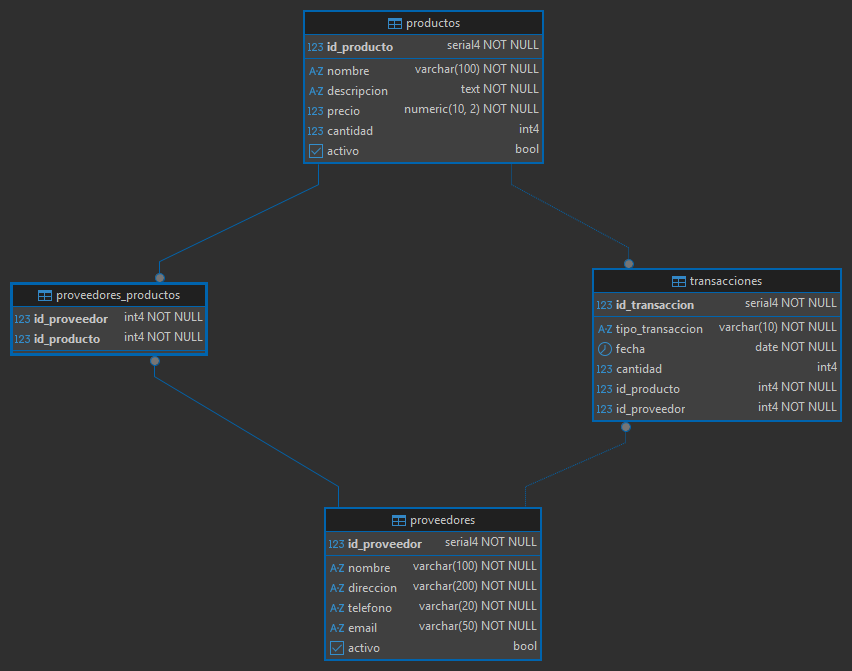 productos
123 id_producto serial4 NOT NULL
A-Z nombre varchar(100) NOT NULL
A-Z descripcion text NOT NULL
123 precio numeric(10, 2) NOT NULL
123 cantidad int4
activo bool
proveedores_productos
123 id_proveedor int4 NOT NULL
123 id_producto int4 NOT NULL
transacciones
123 id_transaccion serial4 NOT NULL
A-Z tipo_transaccion varchar(10) NOT NULL
fecha date NOT NULL
123 cantidad int4
123 id_producto int4 NOT NULL
123 id_proveedor int4 NOT NULL
proveedores
123 id_proveedor serial4 NOT NULL
A-Z nombre varchar(100) NOT NULL
A-Z direccion varchar(200) NOT NULL
A-Z telefono varchar(20) NOT NULL
A-Z email varchar(50) NOT NULL
activo bool